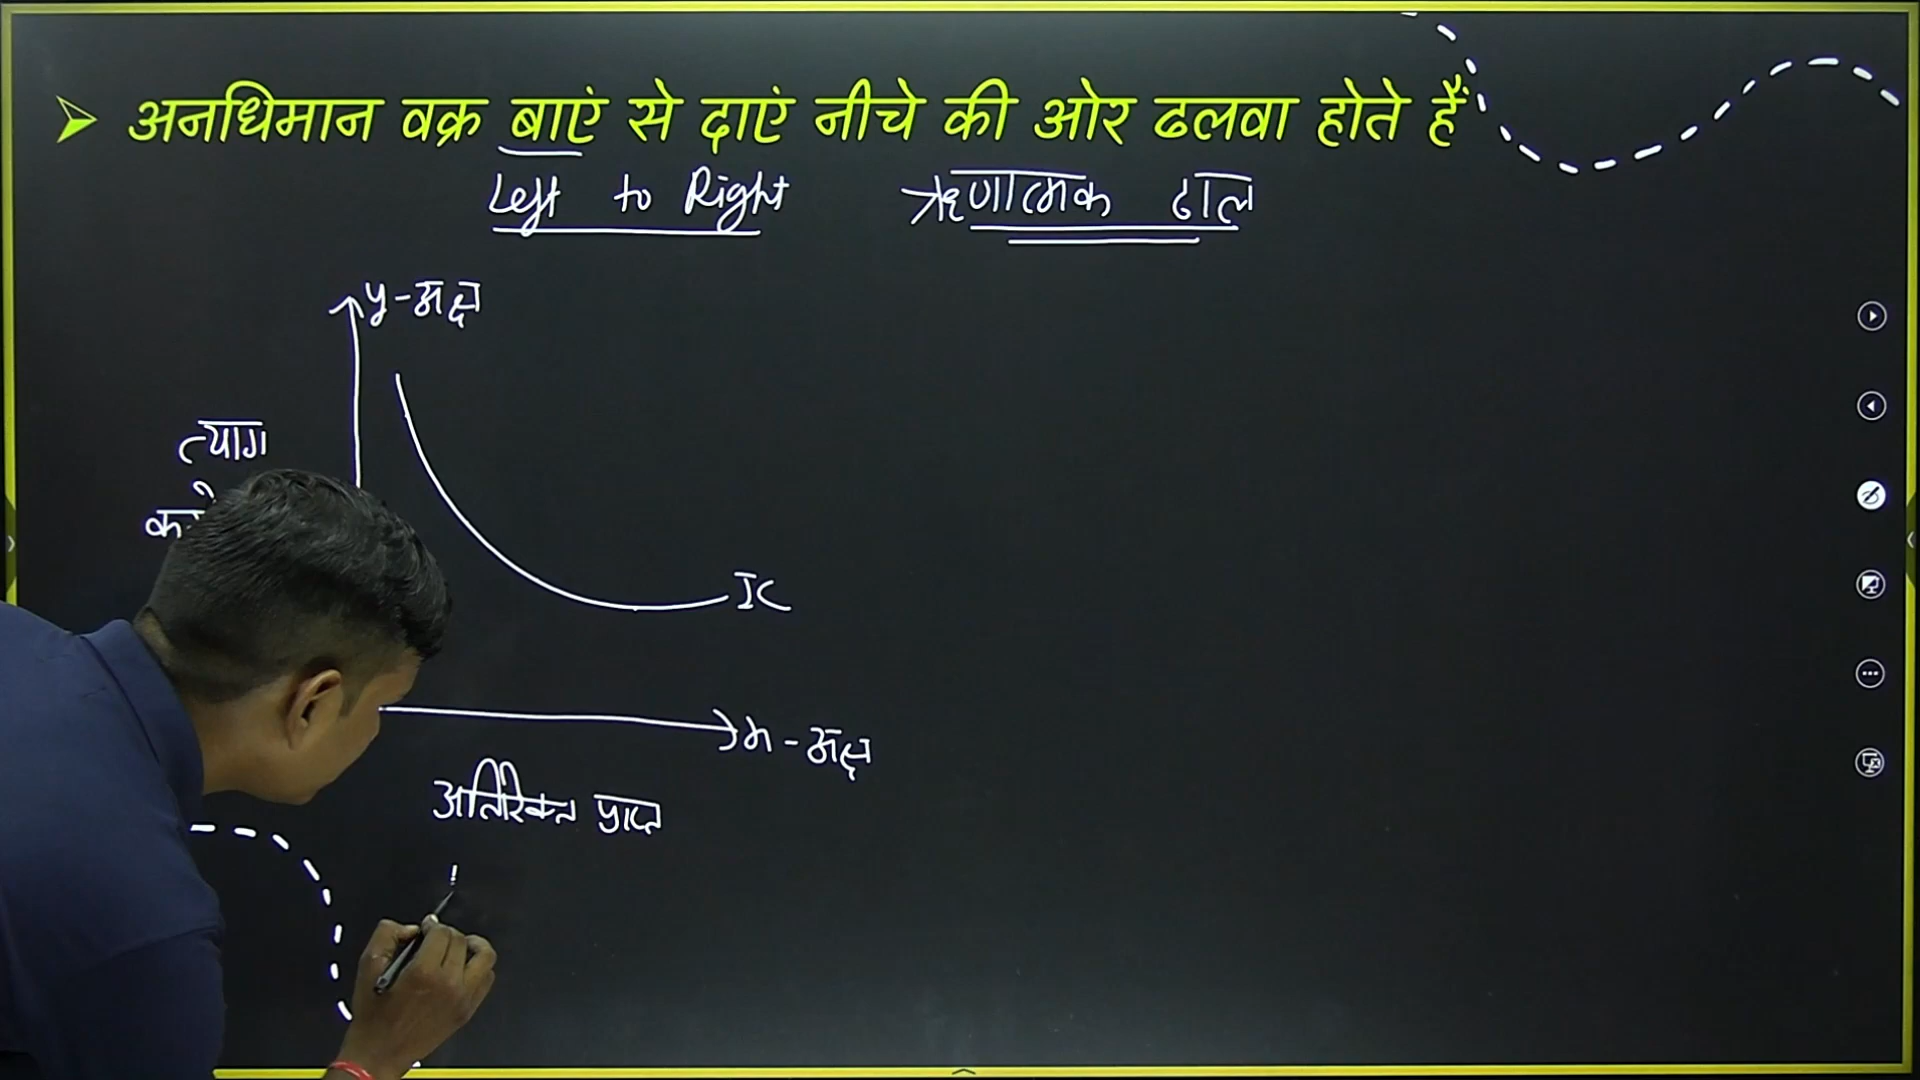 ➤ अनधिमान वक्र बाएं से दाएं नीचे की ओर ढलवा होते हैं
Left to Right → ऋणात्मक ढाल
y-अक्ष
त्याग
IC
x-अक्ष
अतिरिक्त प्राप्त